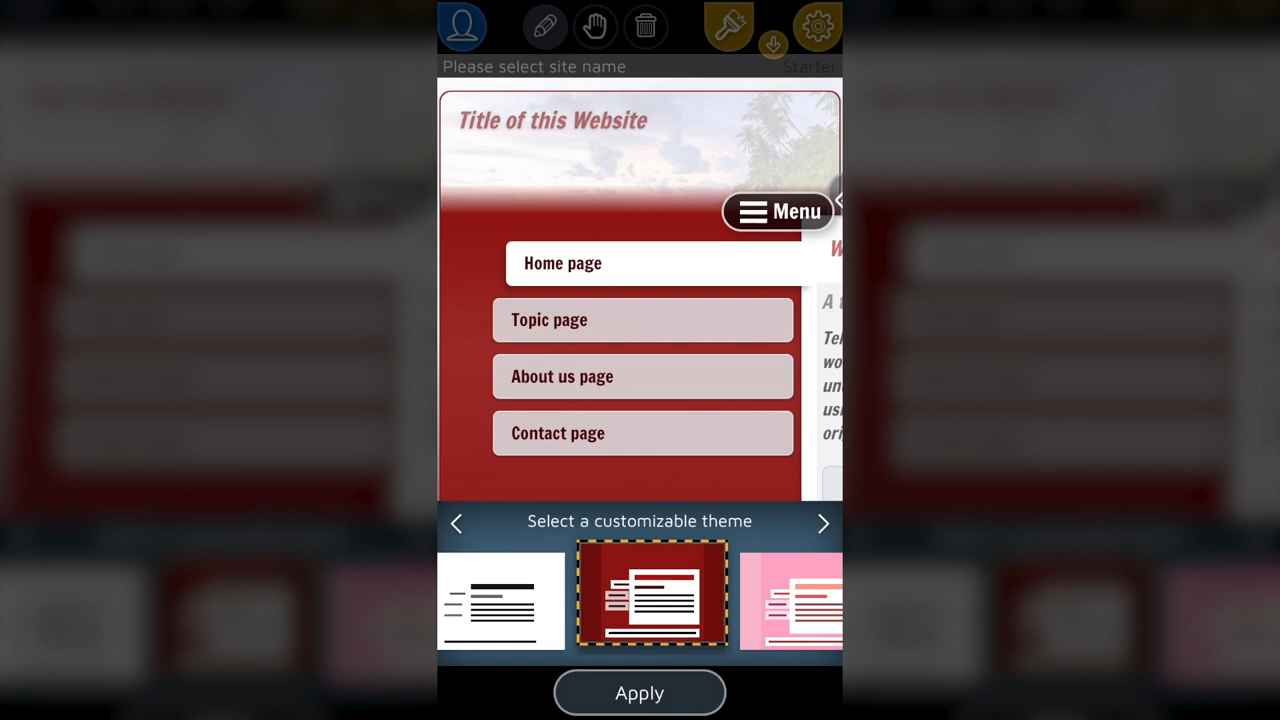 Please select site name
Starter
Title of this Website
Menu
Home page
Topic page
About us page
Contact page
A
Select a customizable theme
Apply